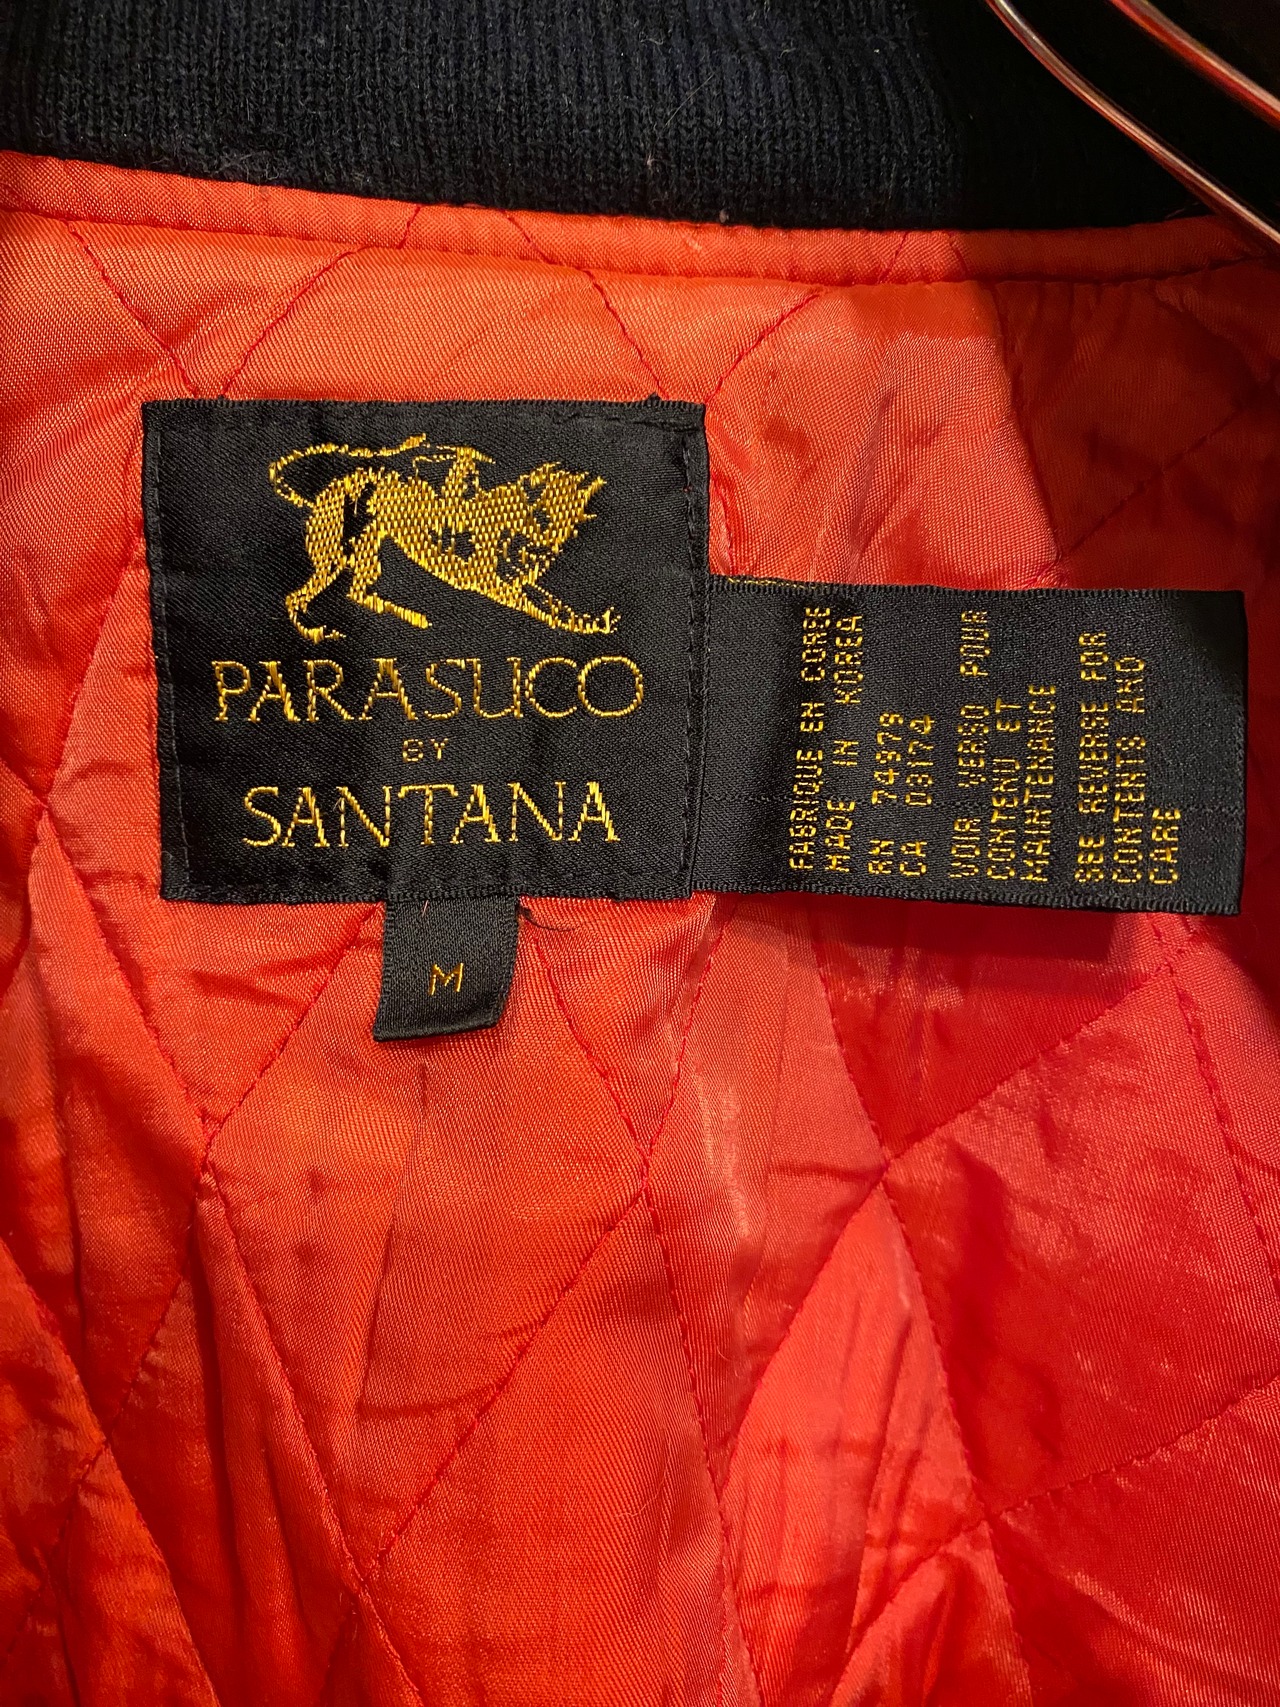 PARASUCO
BY
SANTANA
M
FABRIQUE EN COREE
MADE IN KOREA
RN 74979
CA 03174
VOIR VERSO POUR
CONTENU ET
MAINTENANCE
SEE REVERSE FOR
CONTENTS AND
CARE